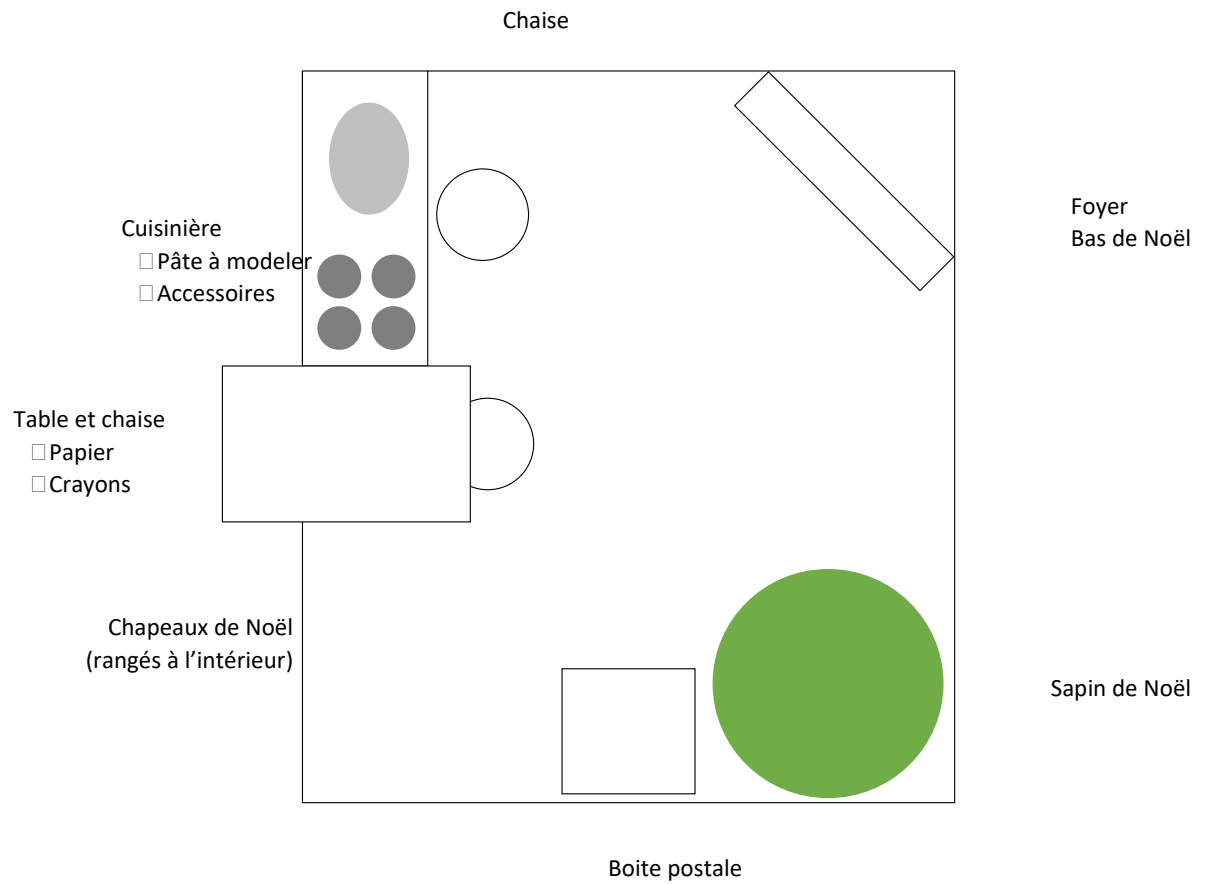 Chaise
Cuisinière
Pâte à modeler
Accessoires
Foyer
Bas de Noël
Table et chaise
Papier
Crayons
Chapeaux de Noël
(rangés à l’intérieur)
Sapin de Noël
Boite postale